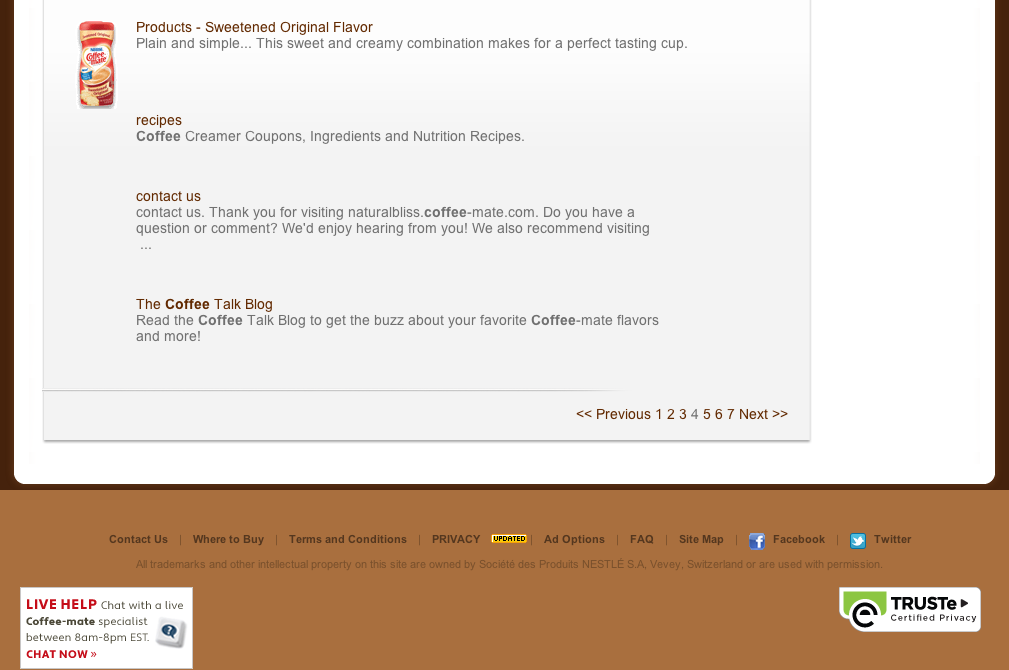 Products - Sweetened Original Flavor
Plain and simple... This sweet and creamy combination makes for a perfect tasting cup.
Coffee
mate
recipes
Coffee Creamer Coupons, Ingredients and Nutrition Recipes.
contact us
contact us. Thank you for visiting naturalbliss.coffee-mate.com. Do you have a
question or comment? We'd enjoy hearing from you! We also recommend visiting
...
The Coffee Talk Blog
Read the Coffee Talk Blog to get the buzz about your favorite Coffee-mate flavors
and more!
<< Previous 1 2 3 4 5 6 7 Next >>
Contact Us | Where to Buy | Terms and Conditions | PRIVACY UPDATED | Ad Options | FAQ | Site Map | Facebook | Twitter
All trademarks and other intellectual property on this site are owned by Société des Produits NESTLÉ S.A, Vevey, Switzerland or are used with permission.
LIVE HELP Chat with a live
Coffee-mate specialist
between 8am-8pm EST.
CHAT NOW »
TRUSTe
Certified Privacy